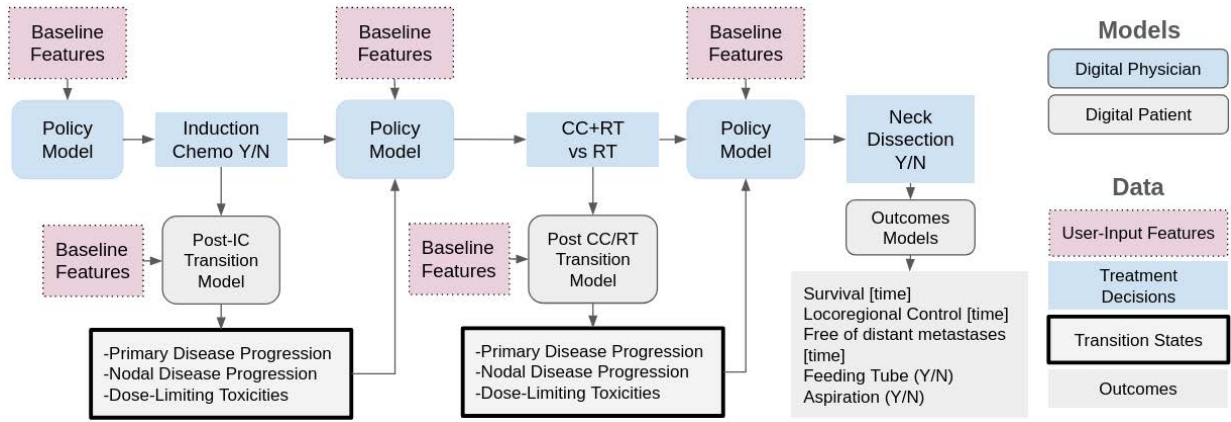 Baseline
Features
Baseline
Features
Baseline
Features
Policy
Model
Induction
Chemo Y/N
Policy
Model
CC+RT
vs RT
Policy
Model
Neck
Dissection
Y/N
Baseline
Features
Post-IC
Transition
Model
Baseline
Features
Post CC/RT
Transition
Model
Outcomes
Models
-Primary Disease Progression
-Nodal Disease Progression
-Dose-Limiting Toxicities
-Primary Disease Progression
-Nodal Disease Progression
-Dose-Limiting Toxicities
Survival [time]
Locoregional Control [time]
Free of distant metastases
[time]
Feeding Tube (Y/N)
Aspiration (Y/N)
Models
Digital Physician
Digital Patient
Data
User-Input Features
Treatment
Decisions
Transition States
Outcomes